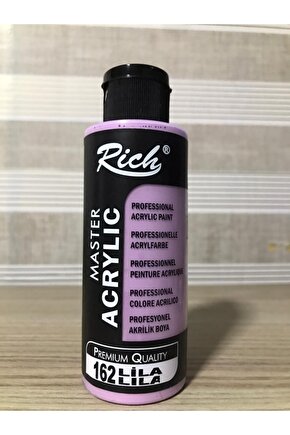 Rich®
MASTER
ACRYLIC
PROFESSIONAL
ACRYLIC PAINT
PROFESSIONELLE
ACRYLFARBE
PROFESSIONNEL
PEINTURE ACRYLIQUE
PROFESSIONAL
COLORE ACRILICO
PROFESYONEL
AKRİLİK BOYA
PREMIUM QUALITY
162 LİLA
LILA